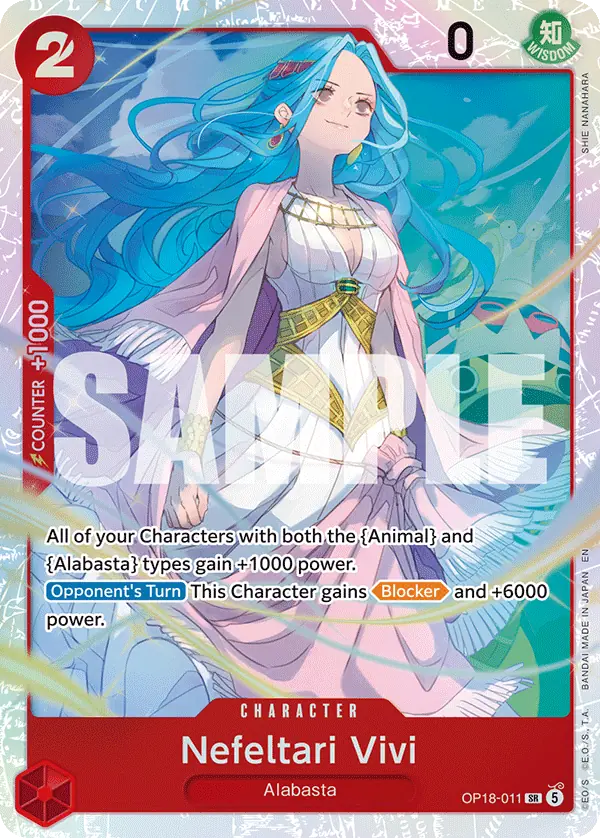 2
0
知
WISDOM
SHIE NANAHARA
COUNTER +1000
SAMPLE
All of your Characters with both the {Animal} and
{Alabasta} types gain +1000 power.
Opponent's Turn This Character gains Blocker and +6000
power.
CHARACTER
Nefeltari Vivi
Alabasta
OP18-011 SR 5
©E.O/S ©E.O./S., T.A. BANDAI MADE IN JAPAN EN